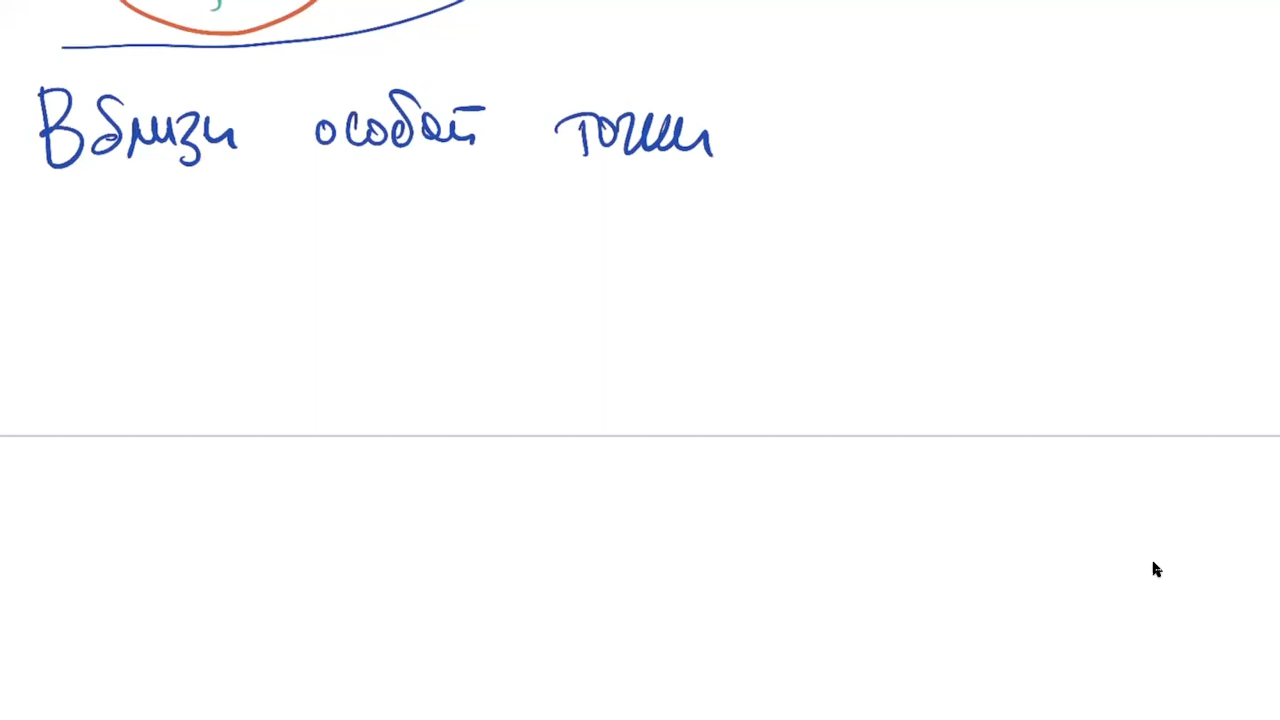 Вблизи особой точки